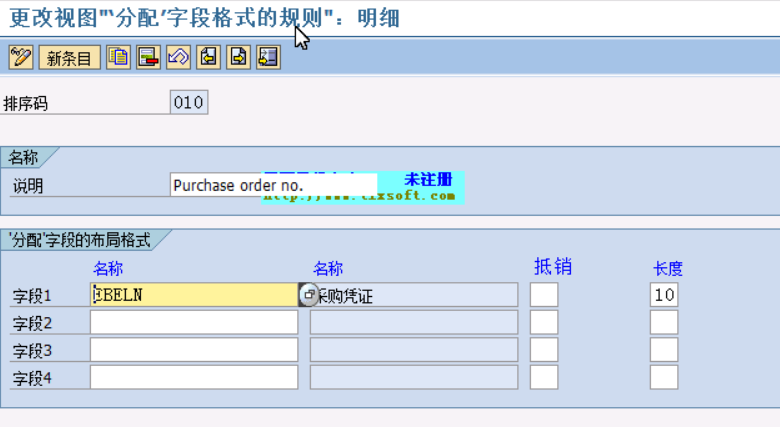 更改视图"'分配'字段格式的规则"：明细
新条目
排序码 010
名称
说明 Purchase order no. 未注册
'分配'字段的布局格式
名称 名称 抵销 长度
字段1 EBELN 采购凭证 10
字段2
字段3
字段4